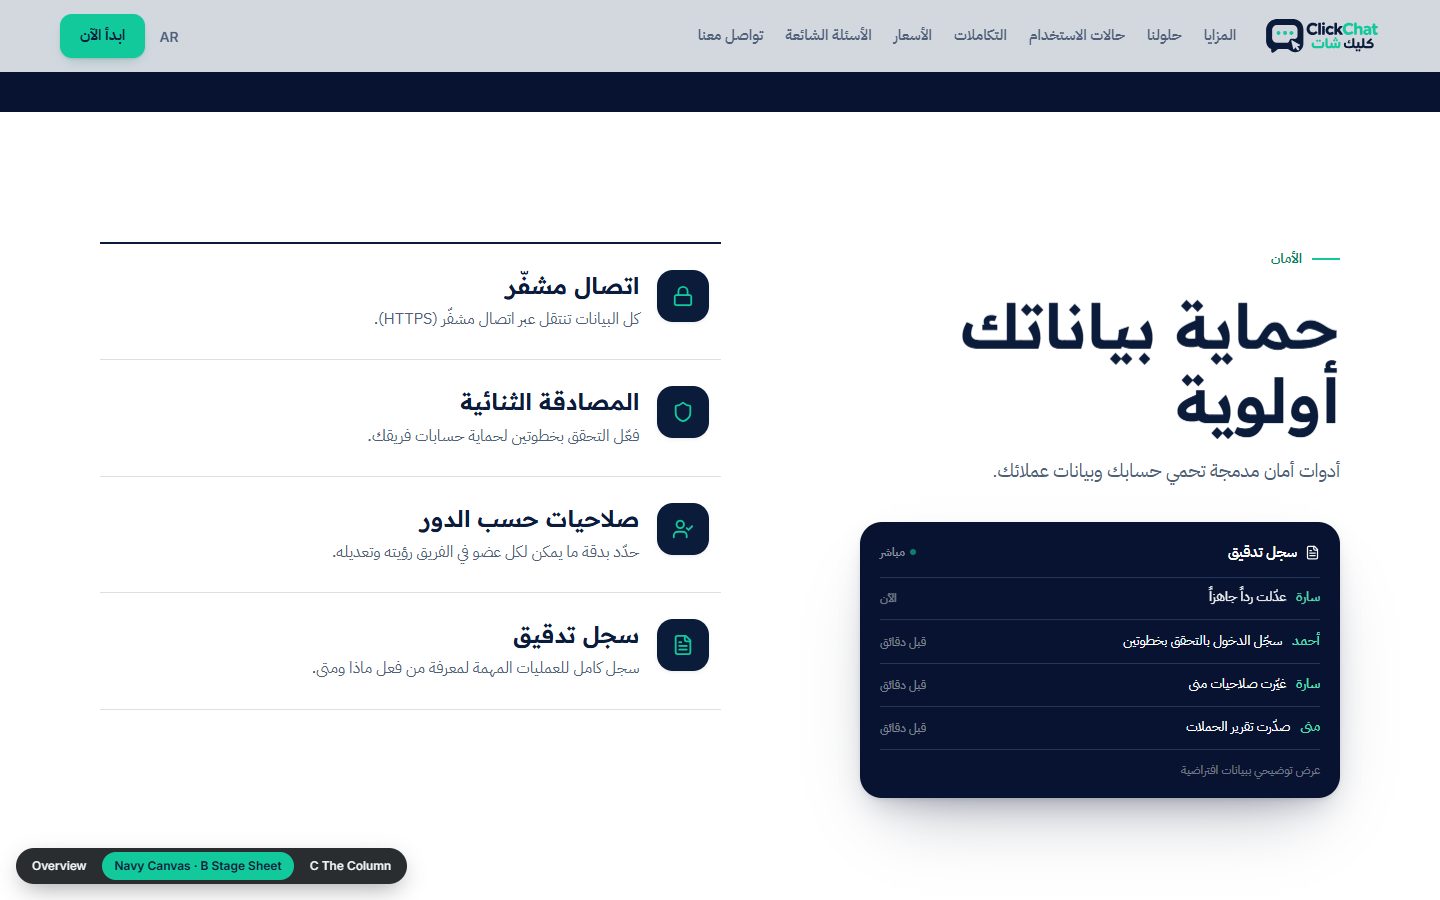 ClickChat
كليك شات
المزايا
حلولنا
حالات الاستخدام
التكاملات
الأسعار
الأسئلة الشائعة
تواصل معنا
AR
ابدأ الآن
الأمان
حماية بياناتك
أولوية
أدوات أمان مدمجة تحمي حسابك وبيانات عملائك.
سجل تدقيق
مباشر
سارة عدّلت رداً جاهزاً
الآن
أحمد سجّل الدخول بالتحقق بخطوتين
قبل دقائق
سارة غيّرت صلاحيات منى
قبل دقائق
منى صدّرت تقرير الحملات
قبل دقائق
عرض توضيحي ببيانات افتراضية
اتصال مشفّر
كل البيانات تنتقل عبر اتصال مشفّر (HTTPS).
المصادقة الثنائية
فعّل التحقق بخطوتين لحماية حسابات فريقك.
صلاحيات حسب الدور
حدّد بدقة ما يمكن لكل عضو في الفريق رؤيته وتعديله.
سجل تدقيق
سجل كامل للعمليات المهمة لمعرفة من فعل ماذا ومتى.
Overview
Navy Canvas · B Stage Sheet
C The Column